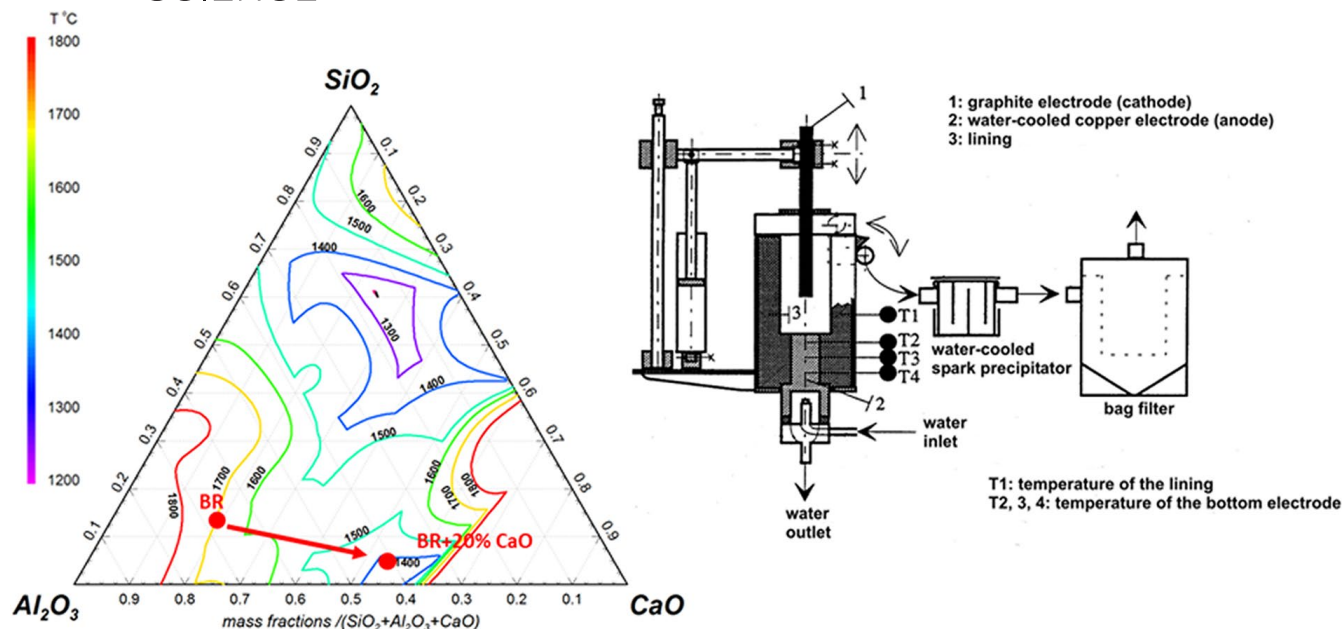 T °C
1800
1700
1600
1500
1400
1300
1200
SiO₂
Al₂O₃
CaO
0.9
0.8
0.7
0.6
0.5
0.4
0.3
0.2
0.1
0.1
0.2
0.3
0.4
0.6
0.7
0.8
0.9
0.9
0.8
0.7
0.6
0.5
0.4
0.3
0.2
0.1
mass fractions /(SiO₂+Al₂O₃+CaO)
1600
1500
1400
1300
1400
1500
1600
1700
1800
1800
1700
1600
1500
1400
BR
BR+20% CaO
1
1: graphite electrode (cathode)
2: water-cooled copper electrode (anode)
3: lining
3
T1
T2
T3
T4
2
water-cooled
spark precipitator
bag filter
water
inlet
water
outlet
T1: temperature of the lining
T2, 3, 4: temperature of the bottom electrode